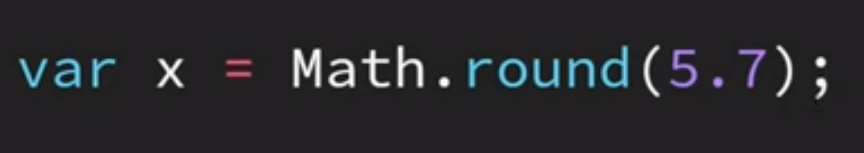 var x = Math.round(5.7);